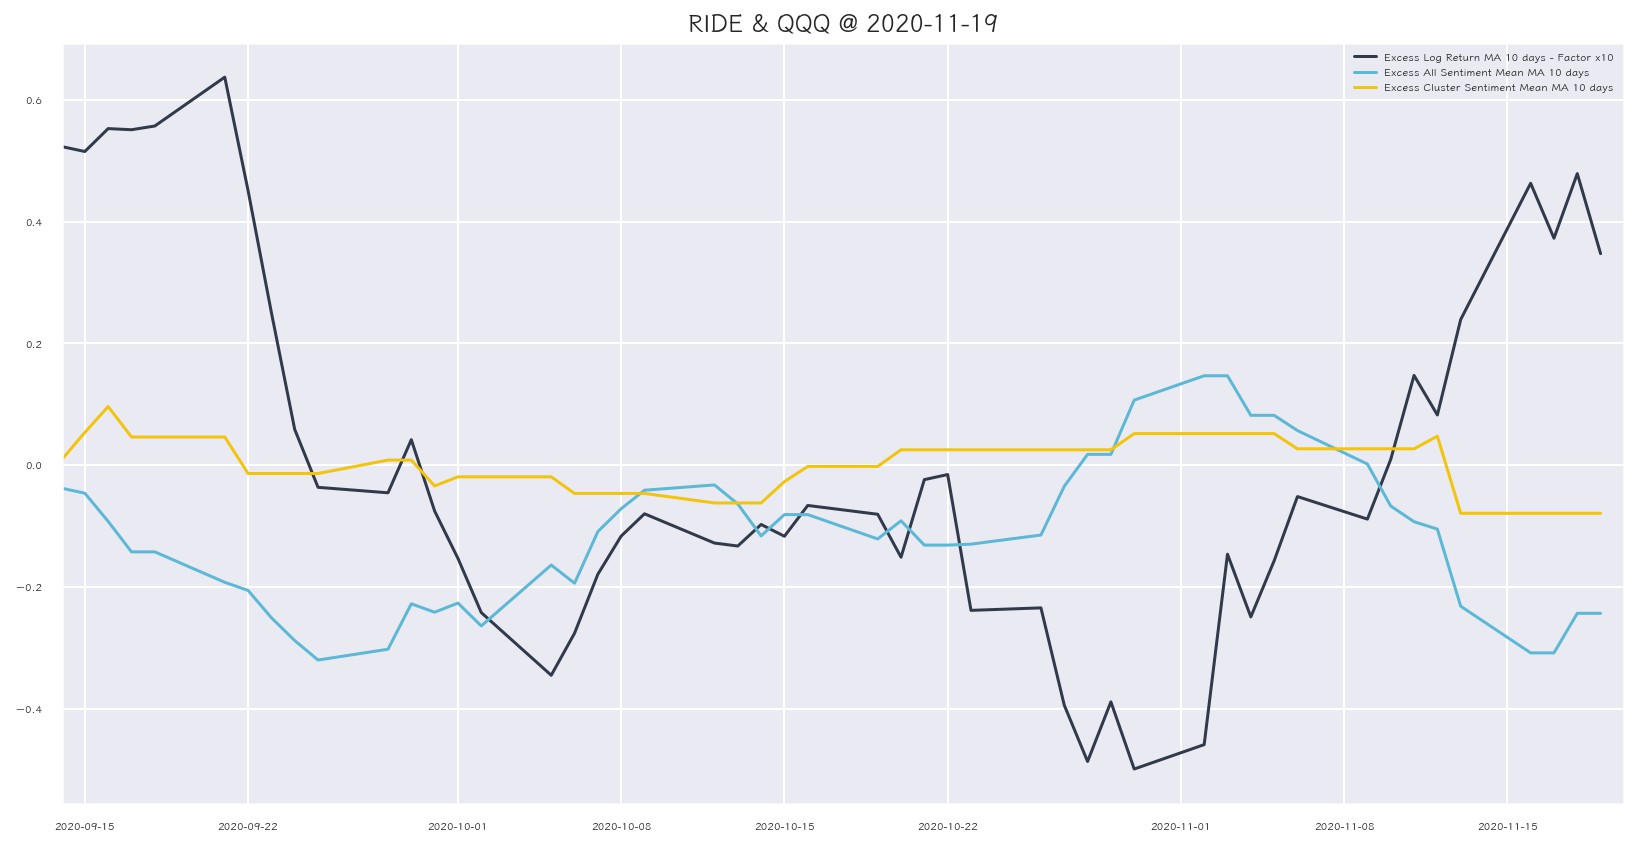 RIDE & QQQ @ 2020-11-19
Excess Log Return MA 10 days - Factor x10
Excess All Sentiment Mean MA 10 days
Excess Cluster Sentiment Mean MA 10 days
0.6
0.4
0.2
0.0
−0.2
−0.4
2020-09-15 2020-09-22 2020-10-01 2020-10-08 2020-10-15 2020-10-22 2020-11-01 2020-11-08 2020-11-15